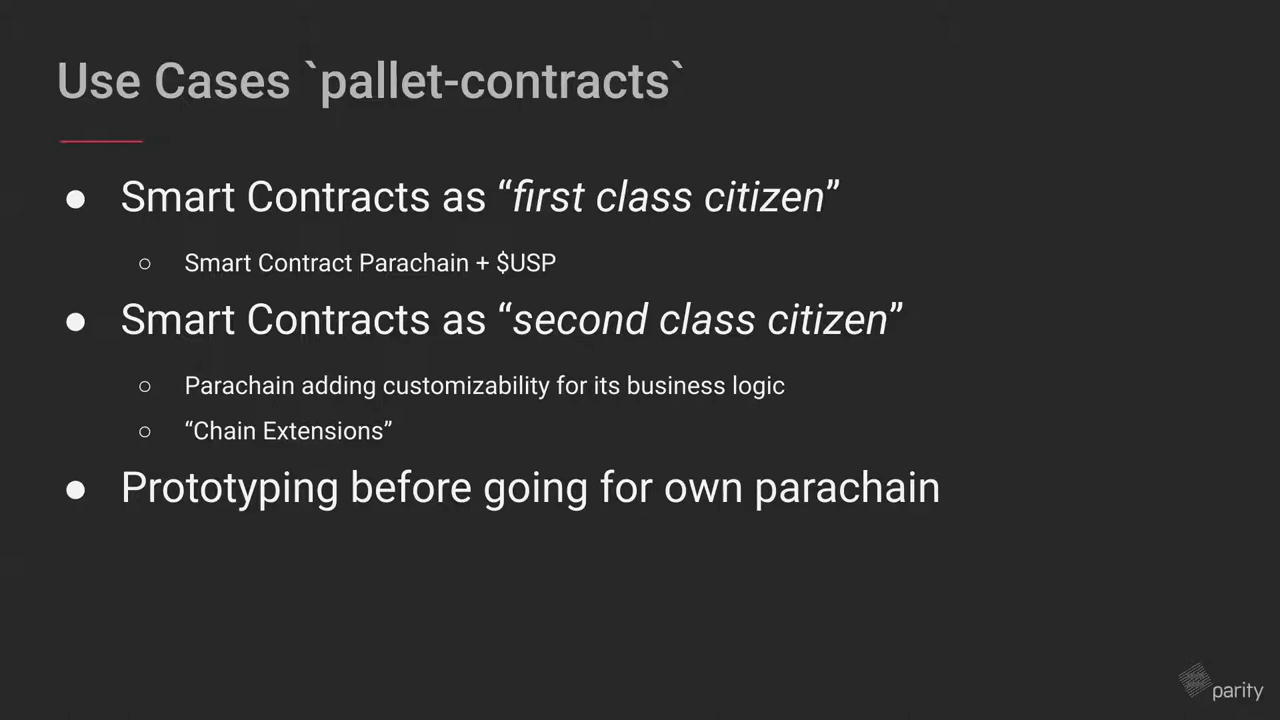 Use Cases `pallet-contracts`
● Smart Contracts as “first class citizen”
○ Smart Contract Parachain + $USP
● Smart Contracts as “second class citizen”
○ Parachain adding customizability for its business logic
○ “Chain Extensions”
● Prototyping before going for own parachain
parity